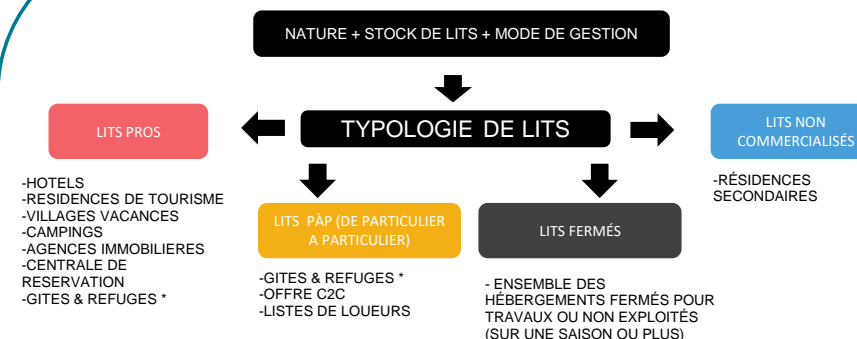 NATURE + STOCK DE LITS + MODE DE GESTION
TYPOLOGIE DE LITS
LITS PROS
-HOTELS
-RESIDENCES DE TOURISME
-VILLAGES VACANCES
-CAMPINGS
-AGENCES IMMOBILIERES
-CENTRALE DE
RESERVATION
-GITES & REFUGES *
LITS PÀP (DE PARTICULIER
A PARTICULIER)
-GITES & REFUGES *
-OFFRE C2C
-LISTES DE LOUEURS
LITS FERMÉS
- ENSEMBLE DES
HÉBERGEMENTS FERMÉS POUR
TRAVAUX OU NON EXPLOITÉS
(SUR UNE SAISON OU PLUS)
LITS NON
COMMERCIALISÉS
-RÉSIDENCES
SECONDAIRES